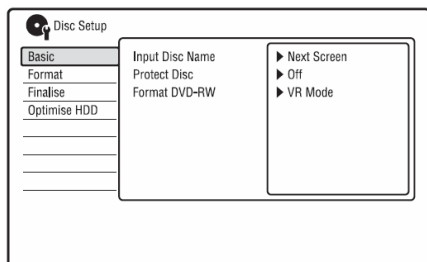 Disc Setup
Basic
Format
Finalise
Optimise HDD
Input Disc Name
Protect Disc
Format DVD-RW
Next Screen
Off
VR Mode